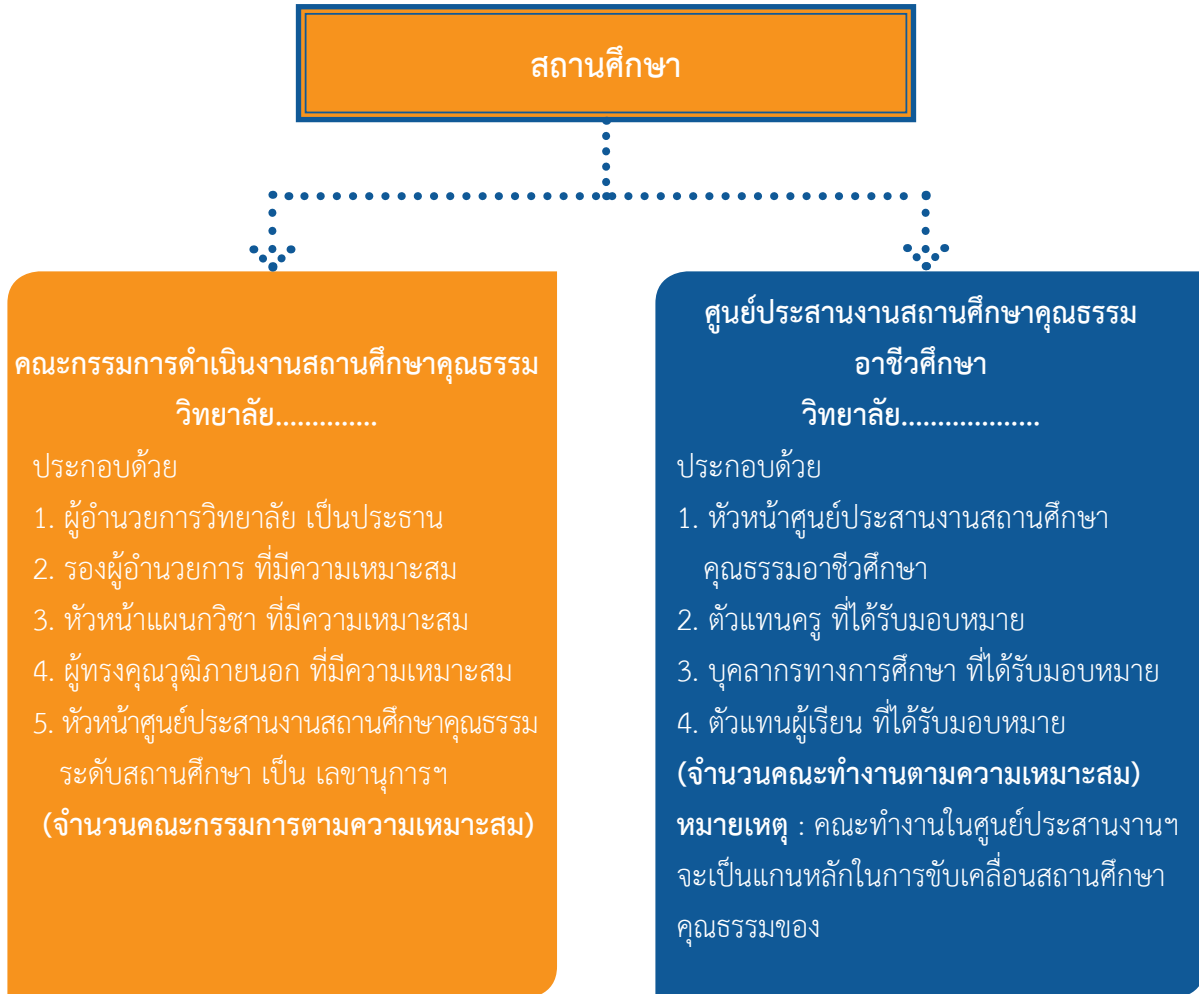 สถานศึกษา
คณะกรรมการดำเนินงานสถานศึกษาคุณธรรม
วิทยาลัย..............
ประกอบด้วย
1. ผู้อำนวยการวิทยาลัย เป็นประธาน
2. รองผู้อำนวยการ ที่มีความเหมาะสม
3. หัวหน้าแผนกวิชา ที่มีความเหมาะสม
4. ผู้ทรงคุณวุฒิภายนอก ที่มีความเหมาะสม
5. หัวหน้าศูนย์ประสานงานสถานศึกษาคุณธรรม
ระดับสถานศึกษา เป็น เลขานุการฯ
(จำนวนคณะกรรมการตามความเหมาะสม)
ศูนย์ประสานงานสถานศึกษาคุณธรรม
อาชีวศึกษา
วิทยาลัย...................
ประกอบด้วย
1. หัวหน้าศูนย์ประสานงานสถานศึกษา
คุณธรรมอาชีวศึกษา
2. ตัวแทนครู ที่ได้รับมอบหมาย
3. บุคลากรทางการศึกษา ที่ได้รับมอบหมาย
4. ตัวแทนผู้เรียน ที่ได้รับมอบหมาย
(จำนวนคณะทำงานตามความเหมาะสม)
หมายเหตุ : คณะทำงานในศูนย์ประสานงานฯ
จะเป็นแกนหลักในการขับเคลื่อนสถานศึกษา
คุณธรรมของ